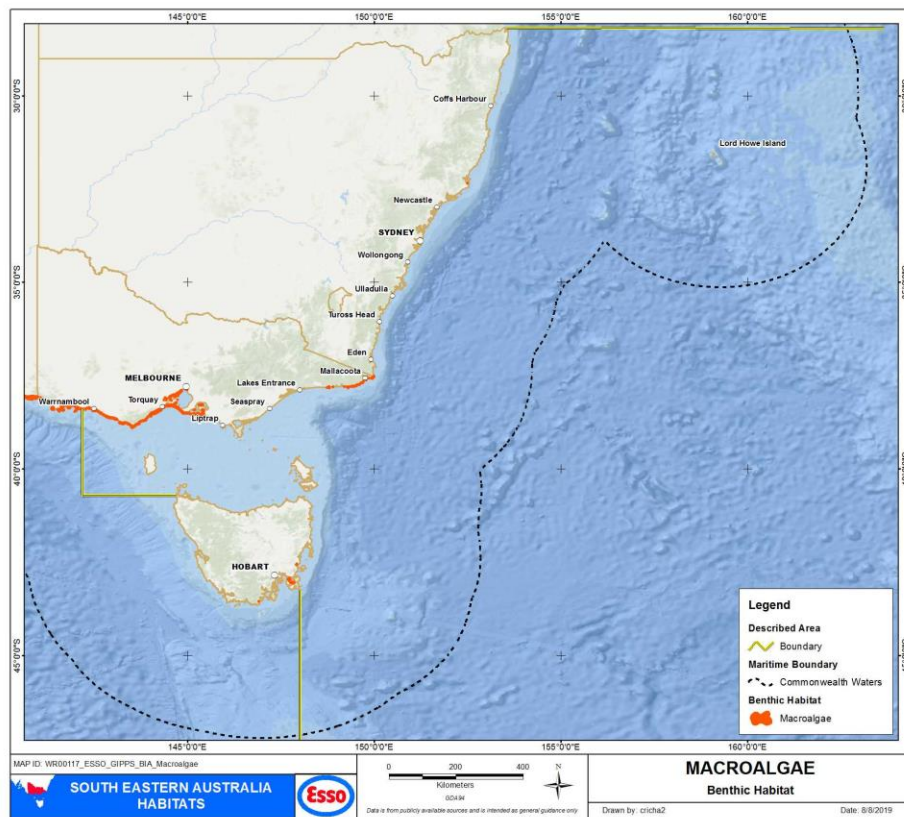 145°0'0"E
150°0'0"E
155°0'0"E
160°0'0"E
30°0'0"S
Coffs Harbour
Lord Howe Island
Newcastle
SYDNEY
Wollongong
35°0'0"S
Ulladulla
Tuross Head
Eden
Mallacoota
MELBOURNE
Lakes Entrance
Warrnambool
Torquay
Seaspray
Liptrap
40°0'0"S
HOBART
45°0'0"S
Legend
Described Area
Boundary
Maritime Boundary
Commonwealth Waters
Benthic Habitat
Macroalgae
145°0'0"E
150°0'0"E
155°0'0"E
160°0'0"E
MAP ID: WR00117_ESSO_GIPPS_BIA_Macroalgae
SOUTH EASTERN AUSTRALIA
HABITATS
Esso
0 200 400
Kilometers
GDA94
N
Data is from publicly available sources and is intended as general guidance only
MACROALGAE
Benthic Habitat
Drawn by: cricha2
Date: 8/8/2019